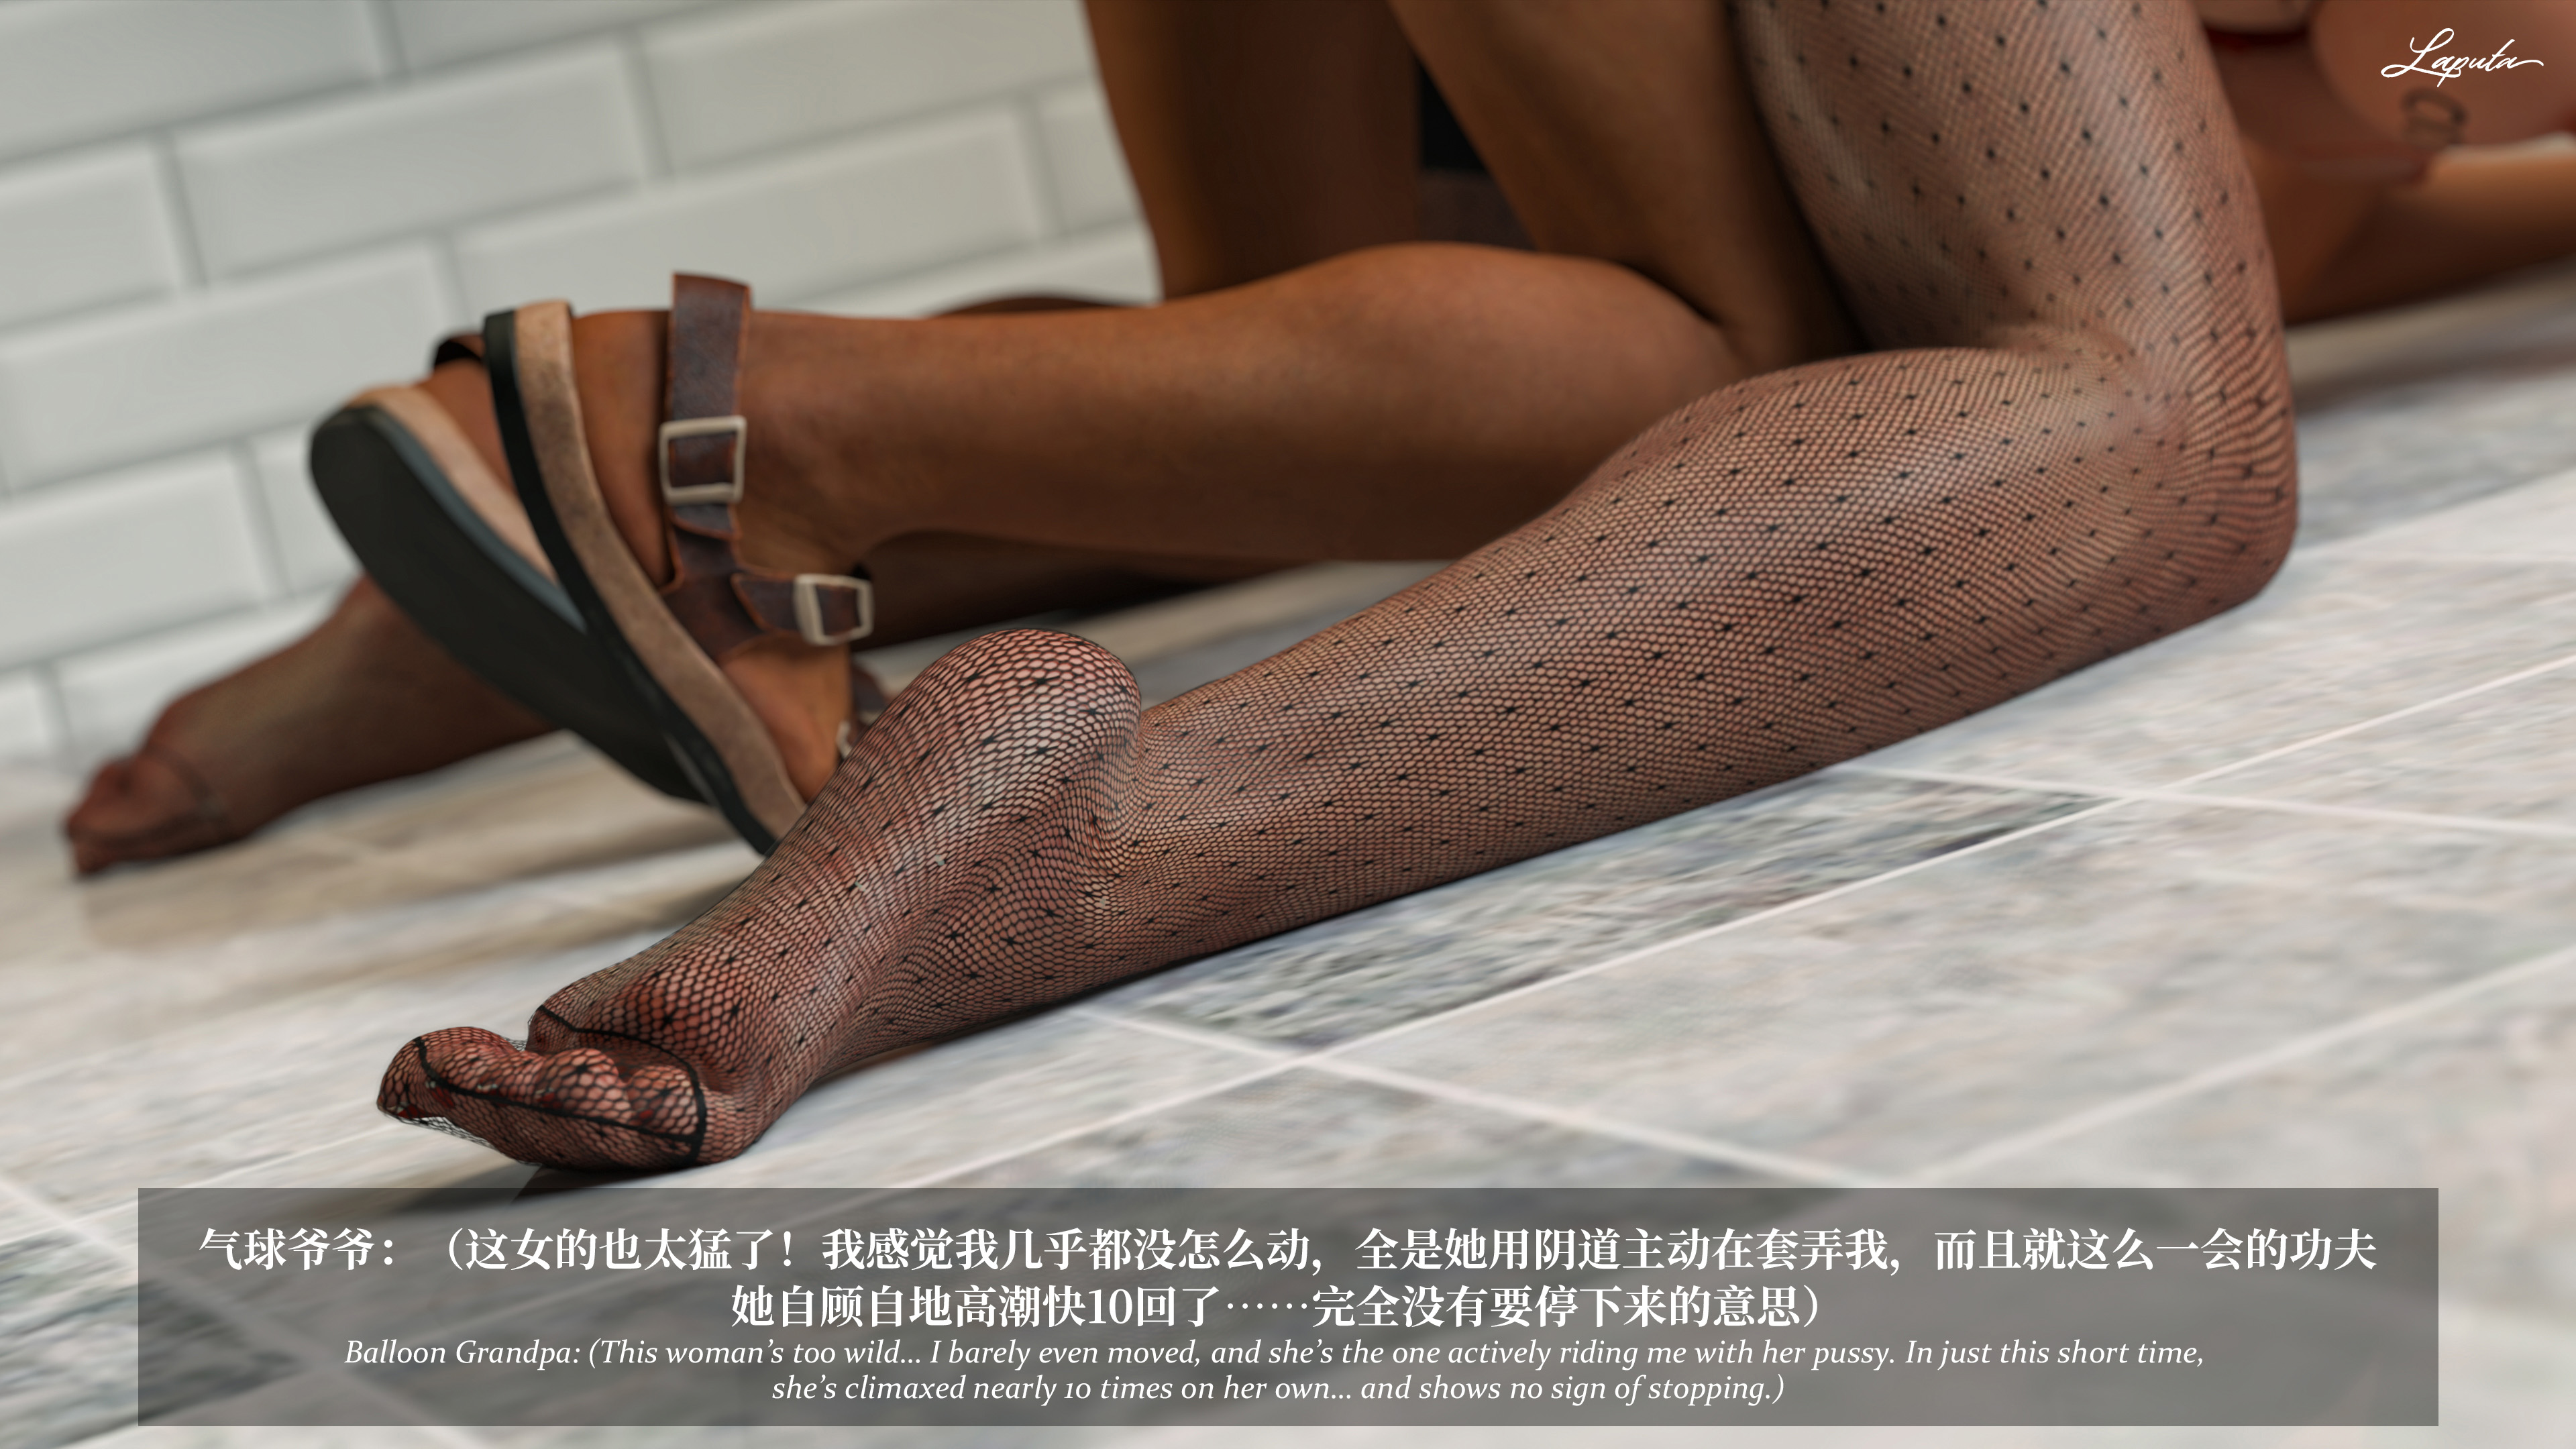 Laputa
气球爷爷：（这女的也太猛了！我感觉我几乎都没怎么动，全是她用阴道主动在套弄我，而且就这么一会的功夫
她自顾自地高潮快10回了……完全没有要停下来的意思）
Balloon Grandpa: (This woman’s too wild... I barely even moved, and she’s the one actively riding me with her pussy. In just this short time,
she’s climaxed nearly 10 times on her own... and shows no sign of stopping.)